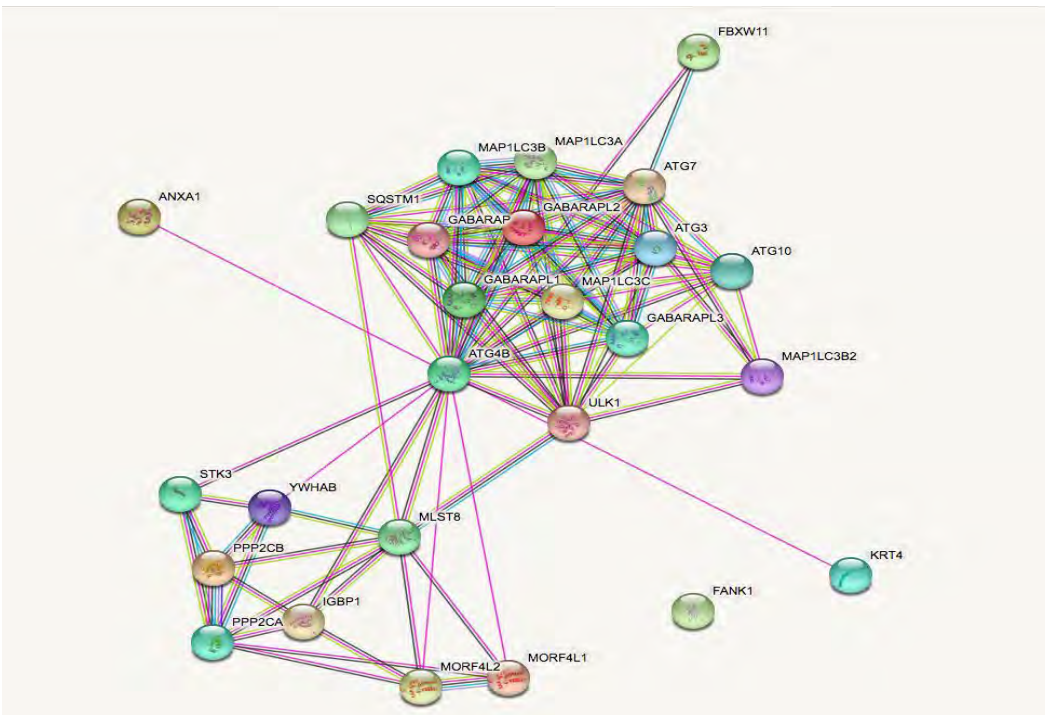 FBXW11
MAP1LC3A
MAP1LC3B
ATG7
ANXA1
SQSTM1
GABARAPL2
GABARAP
ATG3
ATG10
GABARAPL1
MAP1LC3C
GABARAPL3
ATG4B
MAP1LC3B2
ULK1
STK3
YWHAB
MLST8
PPP2CB
KRT4
FANK1
IGBP1
PPP2CA
MORF4L2
MORF4L1